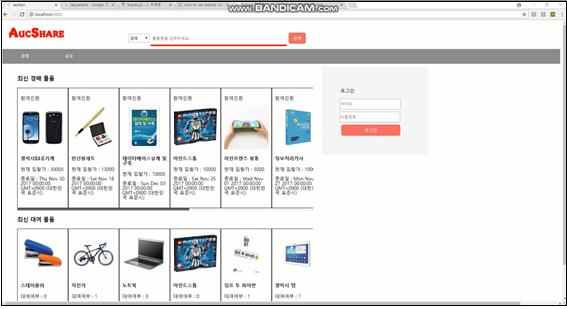 www.BANDICAM.com
localhost:3000
AucShare
경매
물품명을 입력하세요
검색
경매 공유
최신 경매 물품
로그인
아이디
비밀번호
로그인
참여인원 참여인원 참여인원 참여인원 참여인원 참여인원
갤럭시S3공기계
현재 입찰가 : 30000
종료일 : Thu Nov 30 2017 00:00:00 GMT+0900 (대한민국 표준시)
만년필세트
현재 입찰가 : 13000
종료일 : Sat Nov 18 2017 00:00:00 GMT+0900 (대한민국 표준시)
데이터베이스설계 및 구축
현재 입찰가 : 10000
종료일 : Sun Dec 03 2017 00:00:00 GMT+0900 (대한민국 표준시)
마인드스톰
현재 입찰가 : 10000
종료일 : Sat Nov 25 2017 00:00:00 GMT+0900 (대한민국 표준시)
라인프렌즈 필통
현재 입찰가 : 20000
종료일 : Wed Nov 01 2017 00:00:00 GMT+0900 (대한민국 표준시)
정보처리기사
현재 입찰가 : 10000
종료일 : Mon Nov
2017 00:00:00 GMT+0900 (대한민국 표준시)
최신 대여 물품
스테이플러
대여여부 : 0
자전거
대여여부 : 1
노트북
대여여부 : 0
마인드스톰
대여여부 : 0
점프 투 파이썬
대여여부 : 0
갤럭시 탭
대여여부 : 1